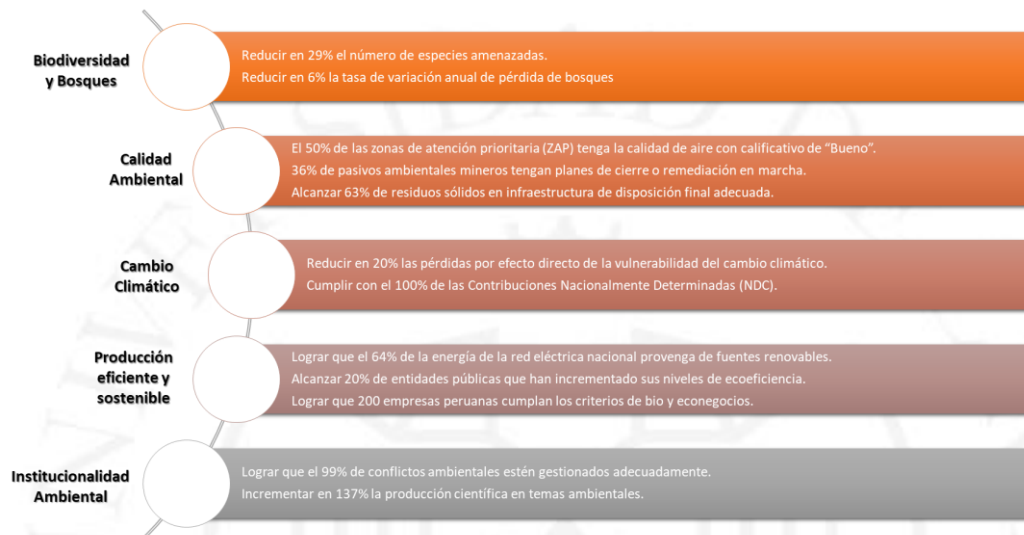 Biodiversidad
y Bosques
Reducir en 29% el número de especies amenazadas.
Reducir en 6% la tasa de variación anual de pérdida de bosques
Calidad
Ambiental
El 50% de las zonas de atención prioritaria (ZAP) tenga la calidad de aire con calificativo de “Bueno”.
36% de pasivos ambientales mineros tengan planes de cierre o remediación en marcha.
Alcanzar 63% de residuos sólidos en infraestructura de disposición final adecuada.
Cambio
Climático
Reducir en 20% las pérdidas por efecto directo de la vulnerabilidad del cambio climático.
Cumplir con el 100% de las Contribuciones Nacionalmente Determinadas (NDC).
Producción
eficiente y
sostenible
Lograr que el 64% de la energía de la red eléctrica nacional provenga de fuentes renovables.
Alcanzar 20% de entidades públicas que han incrementado sus niveles de ecoeficiencia.
Lograr que 200 empresas peruanas cumplan los criterios de bio y econegocios.
Institucionalidad
Ambiental
Lograr que el 99% de conflictos ambientales estén gestionados adecuadamente.
Incrementar en 137% la producción científica en temas ambientales.